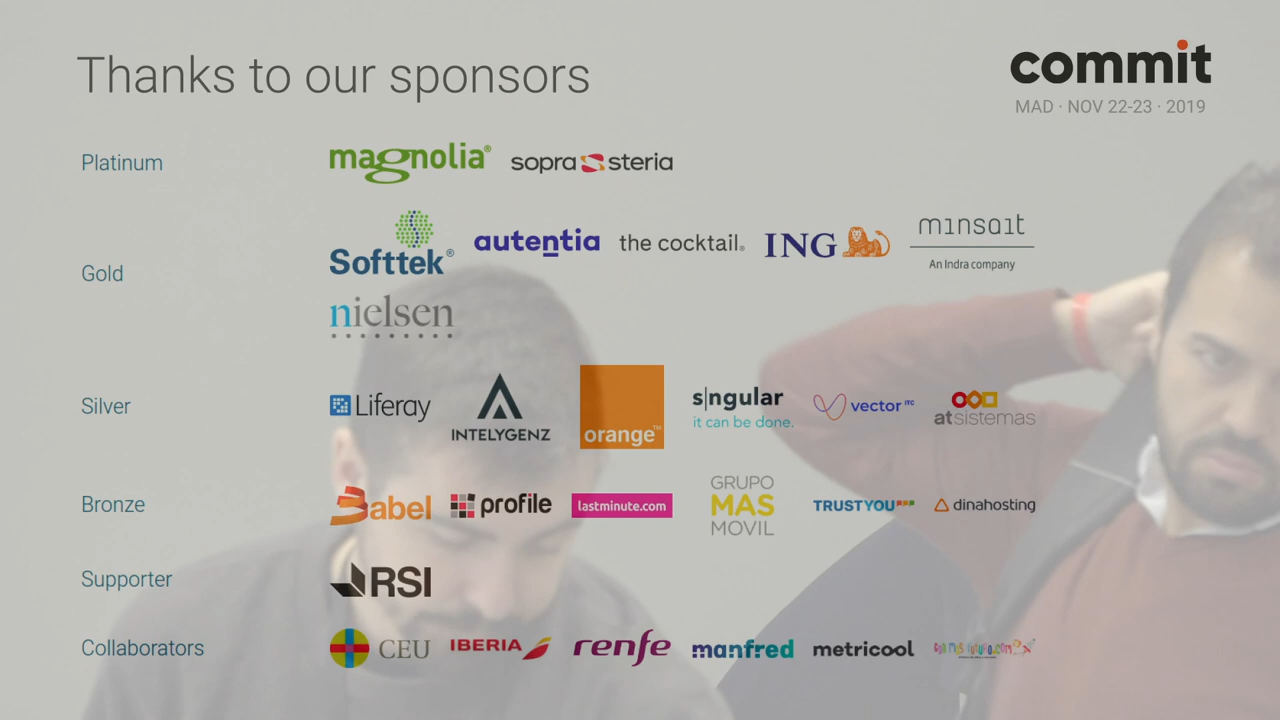 Thanks to our sponsors
commit
MAD · NOV 22-23 · 2019
Platinum
magnolia®
sopra steria
Gold
Softtek®
autentia
the cocktail®
ING
minsait
An Indra company
nielsen
Silver
Liferay
INTELYGENZ
orange™
s|ngular
it can be done.
vector ITC
atsistemas
Bronze
Babel
profile
lastminute.com
GRUPO
MAS
MOVIL
TRUSTYOU
dinahosting
Supporter
RSI
Collaborators
CEU
IBERIA
renfe
manfred
metricool